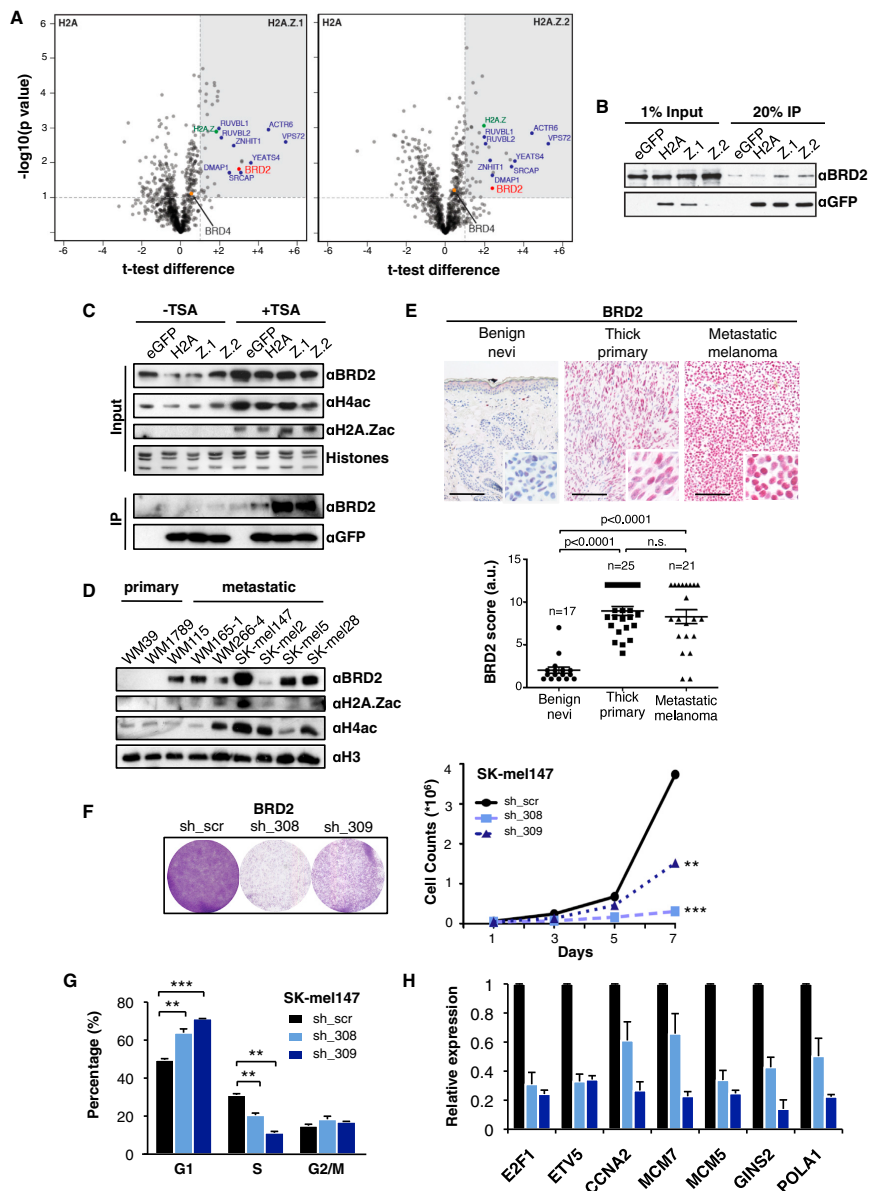 A
H2A
H2A.Z.1
H2A
H2A.Z.2
-log10(p value)
6
5
4
3
2
1
RUVBL1
H2A.Z
RUVBL2
ZNHIT1
ACTR6
VPS72
YEATS4
DMAP1
BRD2
SRCAP
BRD4
H2A.Z
RUVBL1
RUVBL2
ACTR6
VPS72
ZNHIT1
YEATS4
SRCAP
DMAP1
BRD2
BRD4
-6 -4 -2 0 +2 +4 +6
-6 -4 -2 0 +2 +4 +6
t-test difference
t-test difference
B
1% Input
20% IP
eGFP H2A Z.1 Z.2 eGFP H2A Z.1 Z.2
αBRD2
αGFP
C
-TSA
+TSA
eGFP H2A Z.1 Z.2 eGFP H2A Z.1 Z.2
Input
αBRD2
αH4ac
αH2A.Zac
Histones
IP
αBRD2
αGFP
D
primary
metastatic
WM39 WM1789 WM115 WM165-1 WM266-4 SK-mel147 SK-mel2 SK-mel5 SK-mel28
αBRD2
αH2A.Zac
αH4ac
αH3
E
BRD2
Benign nevi
Thick primary
Metastatic melanoma
p<0.0001
p<0.0001
n.s.
n=17
n=25
n=21
BRD2 score (a.u.)
15
10
5
0
Benign nevi
Thick primary
Metastatic melanoma
F
BRD2
sh_scr sh_308 sh_309
SK-mel147
sh_scr
sh_308
sh_309
Cell Counts (*10⁶)
4
3
2
1
0
**
***
1 3 5 7
Days
G
SK-mel147
sh_scr
sh_308
sh_309
Percentage (%)
80
60
40
20
0
***
**
**
**
G1 S G2/M
H
Relative expression
1
0.8
0.6
0.4
0.2
0
E2F1 ETV5 CCNA2 MCM7 MCM5 GINS2 POLA1